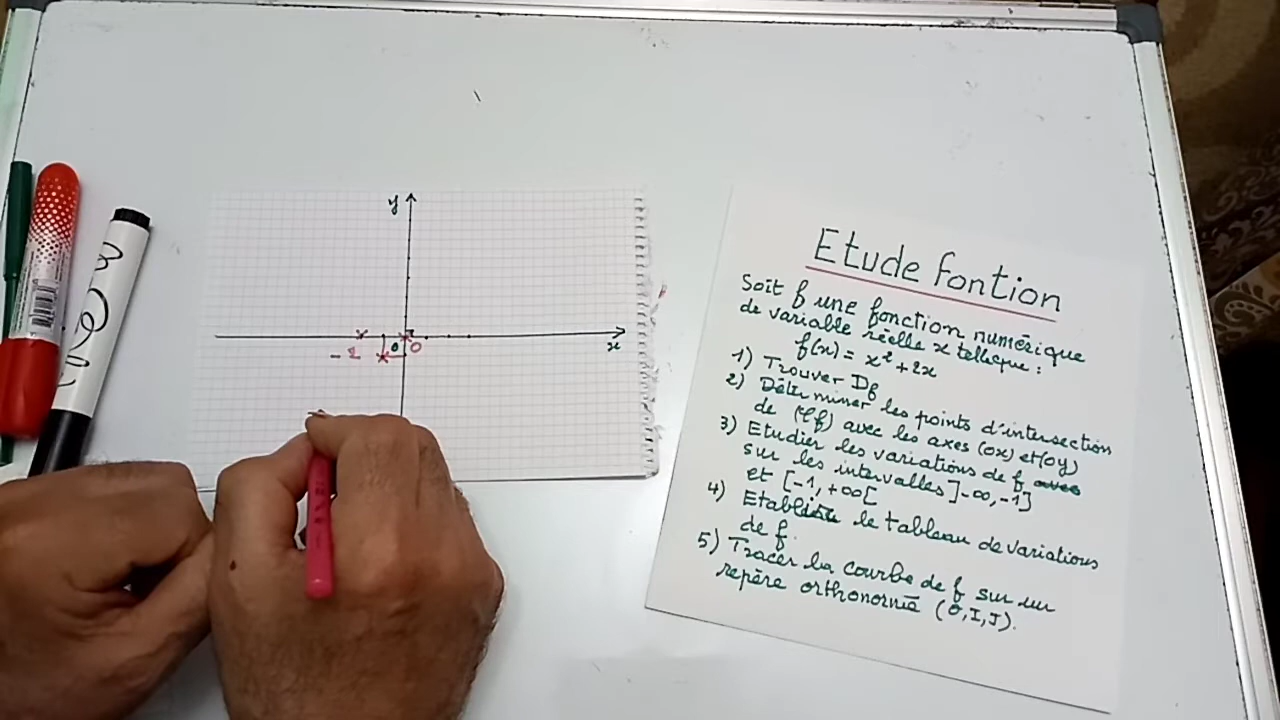 y
x
- 2
0
O
Etude fontion
Soit f une fonction numérique
de variable réelle x telleque :
f(x) = x² + 2x
1) Trouver Df
2) Déterminer les points d'intersection
de (Cf) avec les axes (ox) et (oy)
3) Etudier les variations de f avec
sur les intervalles ]-∞, -1]
et [-1, +∞[
4) Etablir le tableau de variations
de f.
5) Tracer la courbe de f sur un
repère orthonormé (O, I, J).